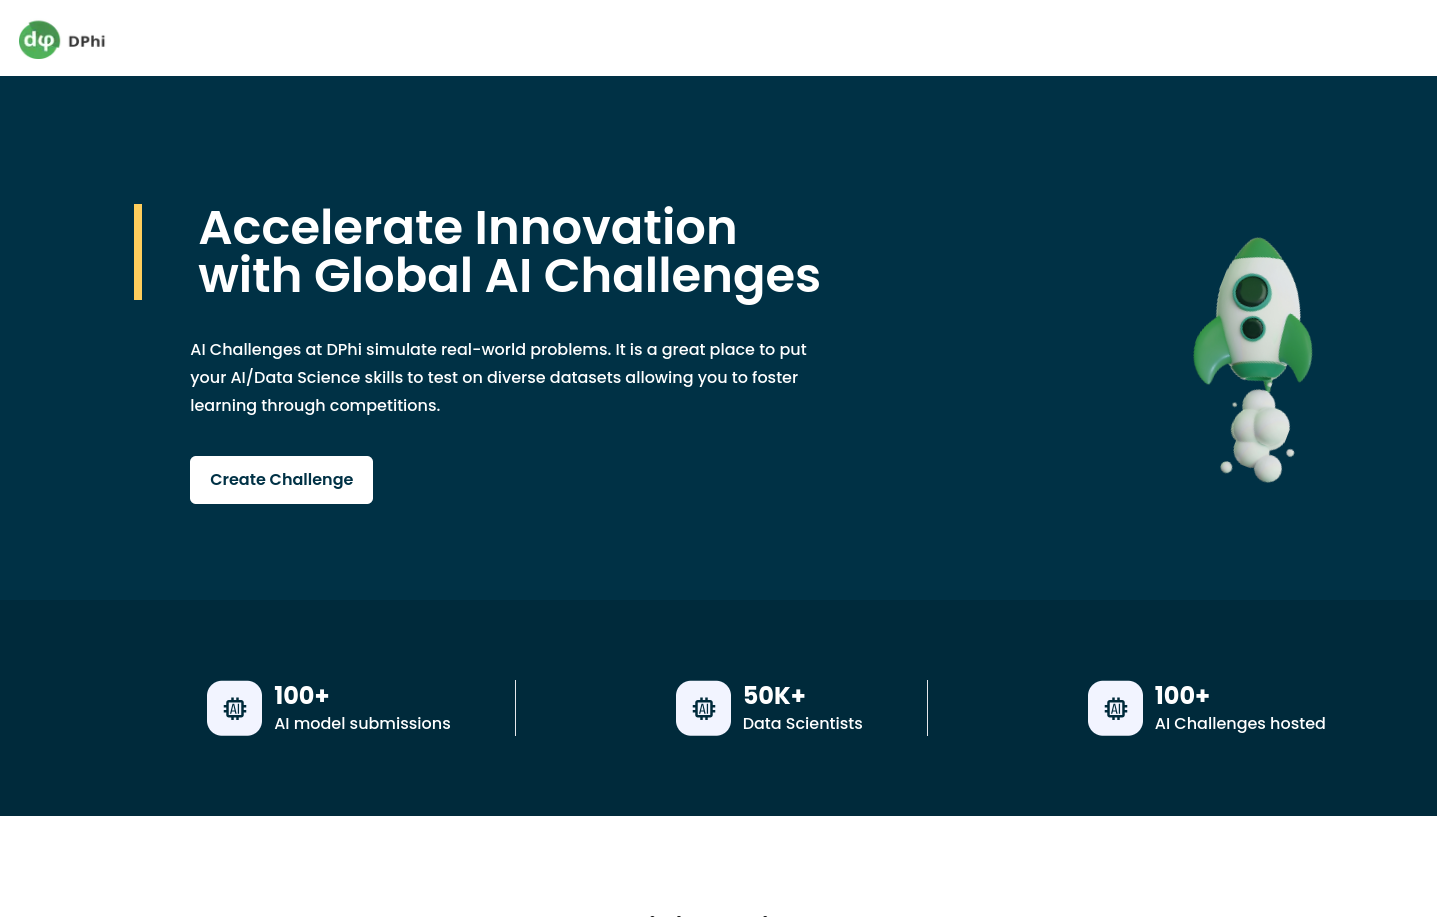 dφ DPhi
Accelerate Innovation
with Global AI Challenges
AI Challenges at DPhi simulate real-world problems. It is a great place to put
your AI/Data Science skills to test on diverse datasets allowing you to foster
learning through competitions.
Create Challenge
AI
100+
AI model submissions
AI
50K+
Data Scientists
AI
100+
AI Challenges hosted